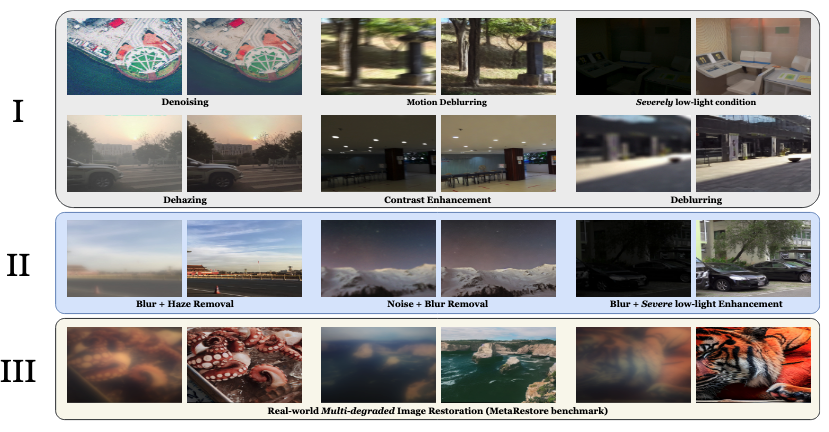 I
Denoising
Motion Deblurring
Severely low-light condition
Dehazing
Contrast Enhancement
Deblurring
II
Blur + Haze Removal
Noise + Blur Removal
Blur + Severe low-light Enhancement
III
Real-world Multi-degraded Image Restoration (MetaRestore benchmark)